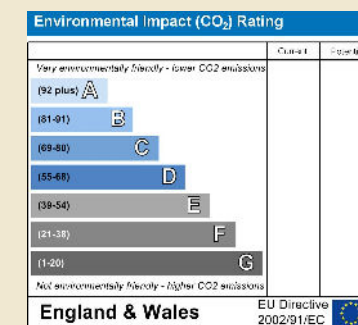 Environmental Impact (CO₂) Rating
Current
Very environmentally friendly - lower CO2 emissions
(92 plus) A
(81-91) B
(69-80) C
(55-68) D
(39-54) E
(21-38) F
(1-20) G
Not environmentally friendly - higher CO2 emissions
England & Wales
EU Directive
2002/91/EC